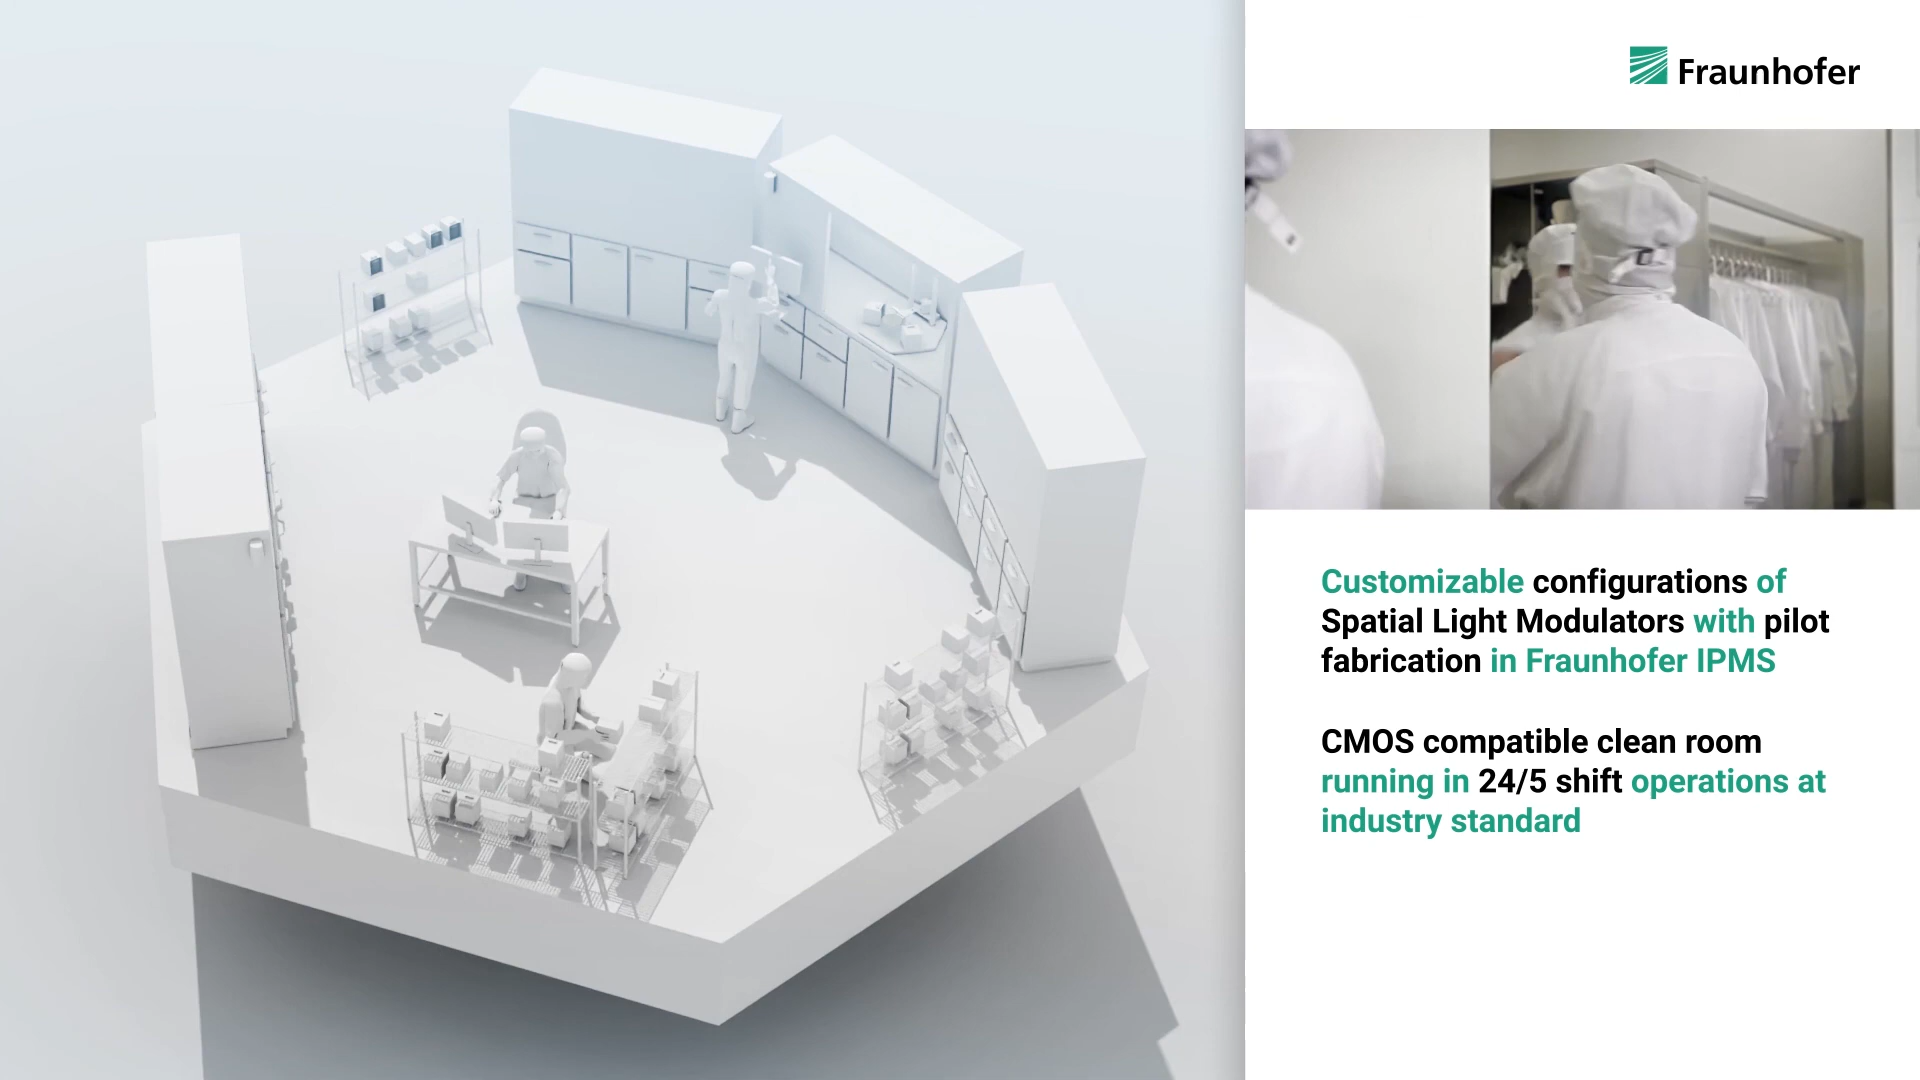 Fraunhofer
Customizable configurations of
Spatial Light Modulators with pilot
fabrication in Fraunhofer IPMS
CMOS compatible clean room
running in 24/5 shift operations at
industry standard